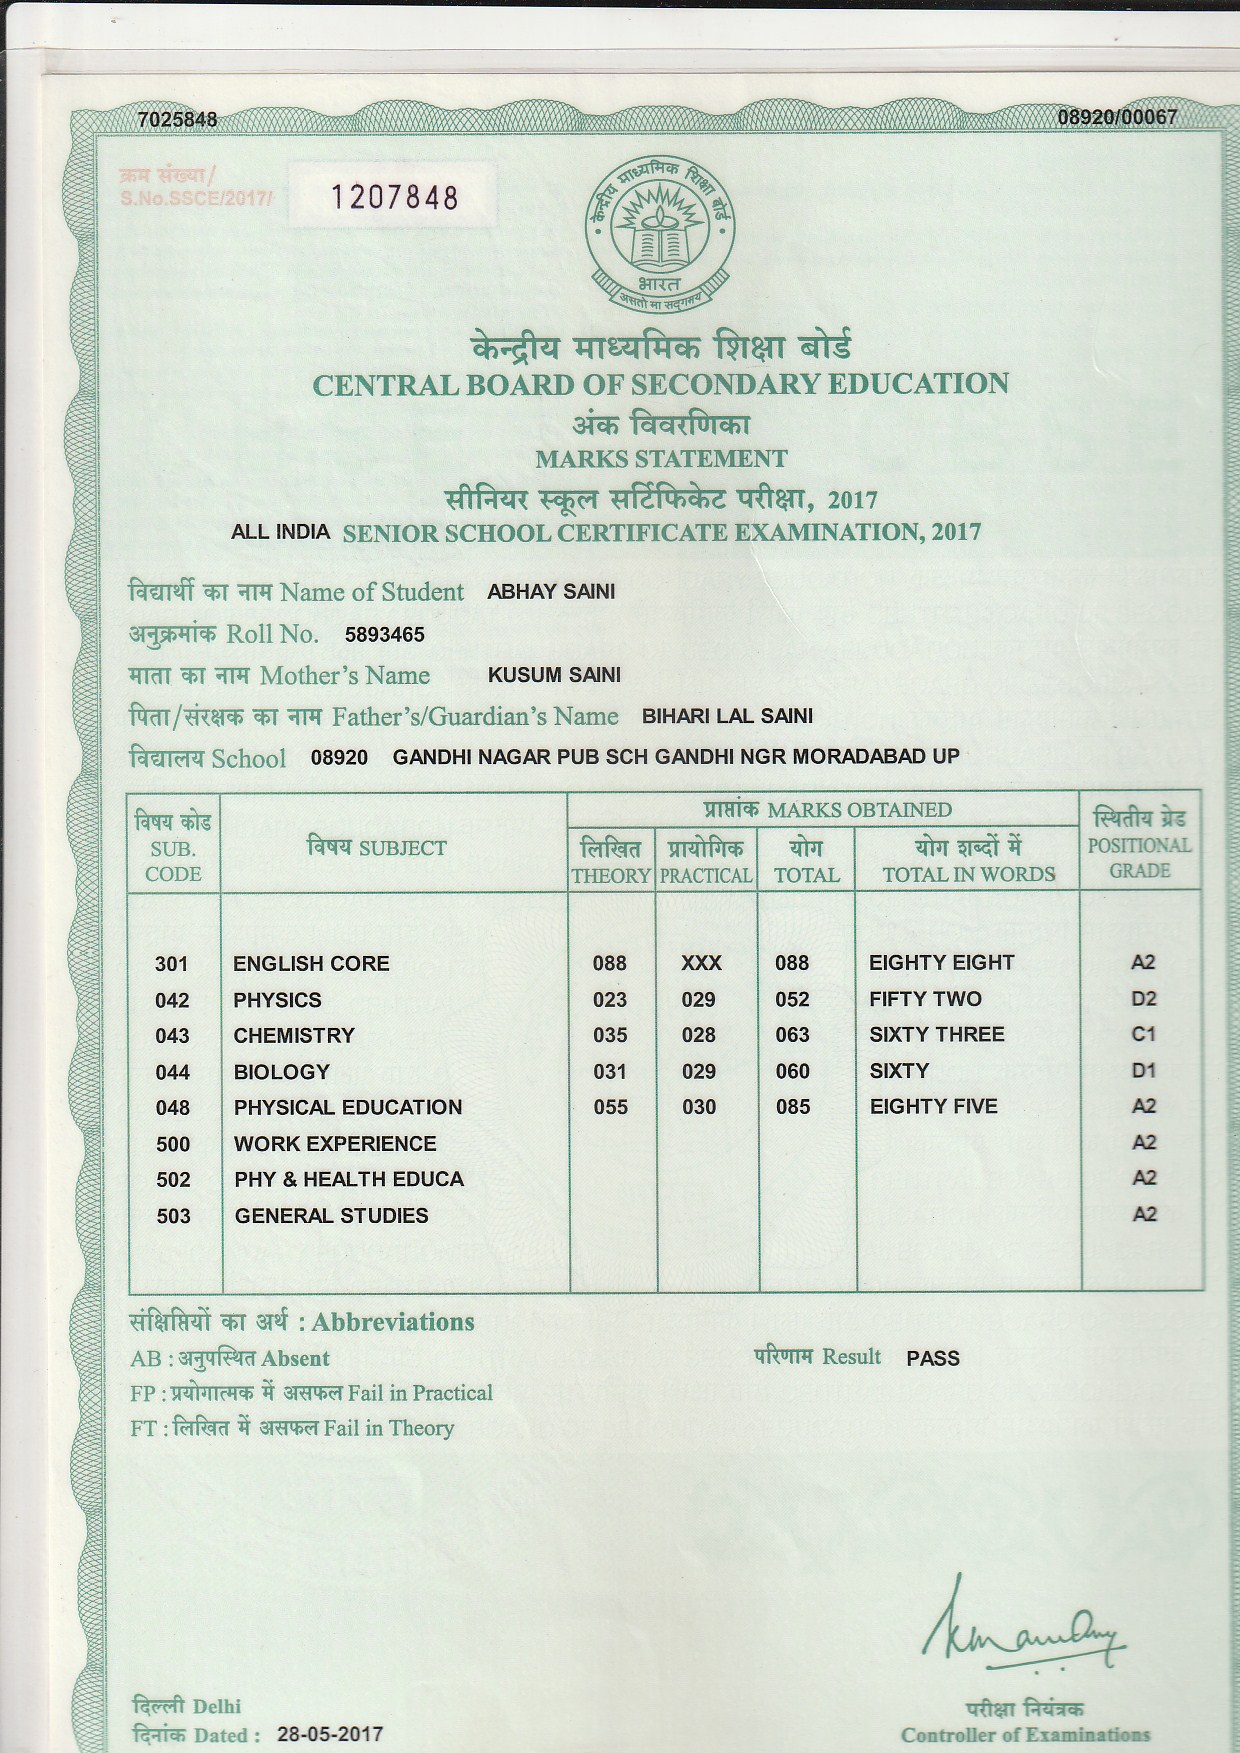 7025848 08920/00067
क्रम संख्या/
S.No.SSCE/2017/ 1207848
केन्द्रीय माध्यमिक शिक्षा बोर्ड
भारत
असतो मा सद्गमय
केन्द्रीय माध्यमिक शिक्षा बोर्ड
CENTRAL BOARD OF SECONDARY EDUCATION
अंक विवरणिका
MARKS STATEMENT
सीनियर स्कूल सर्टिफिकेट परीक्षा, 2017
ALL INDIA SENIOR SCHOOL CERTIFICATE EXAMINATION, 2017
विद्यार्थी का नाम Name of Student ABHAY SAINI
अनुक्रमांक Roll No. 5893465
माता का नाम Mother's Name KUSUM SAINI
पिता/संरक्षक का नाम Father's/Guardian's Name BIHARI LAL SAINI
विद्यालय School 08920 GANDHI NAGAR PUB SCH GANDHI NGR MORADABAD UP
विषय कोड SUB. CODE विषय SUBJECT प्राप्तांक MARKS OBTAINED स्थितीय ग्रेड POSITIONAL GRADE
लिखित THEORY प्रायोगिक PRACTICAL योग TOTAL योग शब्दों में TOTAL IN WORDS
301 ENGLISH CORE 088 XXX 088 EIGHTY EIGHT A2
042 PHYSICS 023 029 052 FIFTY TWO D2
043 CHEMISTRY 035 028 063 SIXTY THREE C1
044 BIOLOGY 031 029 060 SIXTY D1
048 PHYSICAL EDUCATION 055 030 085 EIGHTY FIVE A2
500 WORK EXPERIENCE A2
502 PHY & HEALTH EDUCA A2
503 GENERAL STUDIES A2
संक्षिप्तियों का अर्थ : Abbreviations
AB : अनुपस्थित Absent परिणाम Result PASS
FP : प्रयोगात्मक में असफल Fail in Practical
FT : लिखित में असफल Fail in Theory
दिल्ली Delhi परीक्षा नियंत्रक
दिनांक Dated : 28-05-2017 Controller of Examinations